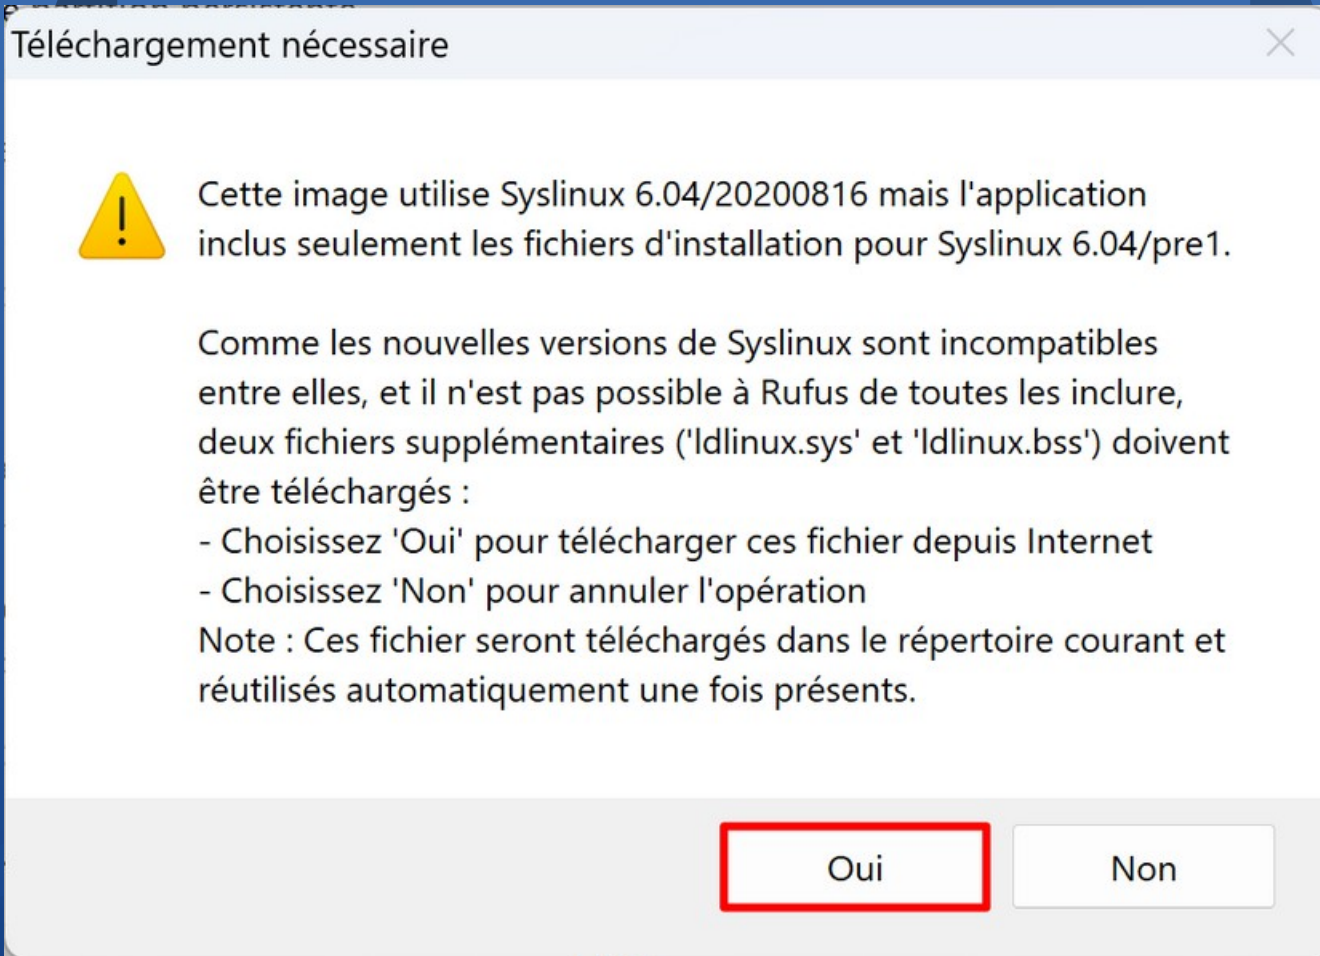 Téléchargement nécessaire
Cette image utilise Syslinux 6.04/20200816 mais l'application
inclus seulement les fichiers d'installation pour Syslinux 6.04/pre1.
Comme les nouvelles versions de Syslinux sont incompatibles
entre elles, et il n'est pas possible à Rufus de toutes les inclure,
deux fichiers supplémentaires ('ldlinux.sys' et 'ldlinux.bss') doivent
être téléchargés :
- Choisissez 'Oui' pour télécharger ces fichier depuis Internet
- Choisissez 'Non' pour annuler l'opération
Note : Ces fichier seront téléchargés dans le répertoire courant et
réutilisés automatiquement une fois présents.
Oui
Non